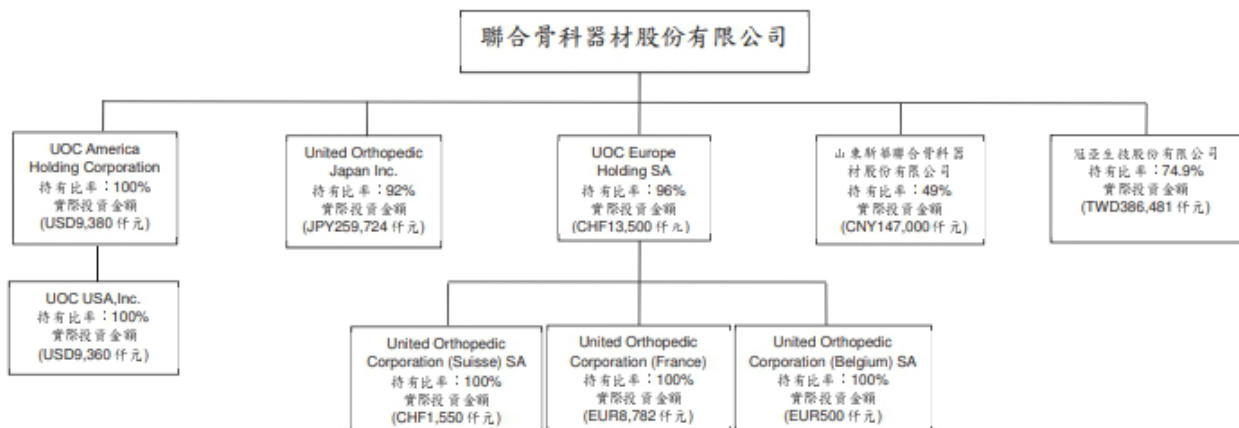 聯合骨科器材股份有限公司
UOC America
Holding Corporation
持有比率：100%
實際投資金額
(USD9,380仟元)
United Orthopedic
Japan Inc.
持有比率：92%
實際投資金額
(JPY259,724仟元)
UOC Europe
Holding SA
持有比率：96%
實際投資金額
(CHF13,500仟元)
山東新華聯合骨科器
材股份有限公司
持有比率：49%
實際投資金額
(CNY147,000仟元)
冠亞生技股份有限公司
持有比率：74.9%
實際投資金額
(TWD386,481仟元)
UOC USA,Inc.
持有比率：100%
實際投資金額
(USD9,360仟元)
United Orthopedic
Corporation (Suisse) SA
持有比率：100%
實際投資金額
(CHF1,550仟元)
United Orthopedic
Corporation (France)
持有比率：100%
實際投資金額
(EUR8,782仟元)
United Orthopedic
Corporation (Belgium) SA
持有比率：100%
實際投資金額
(EUR500仟元)